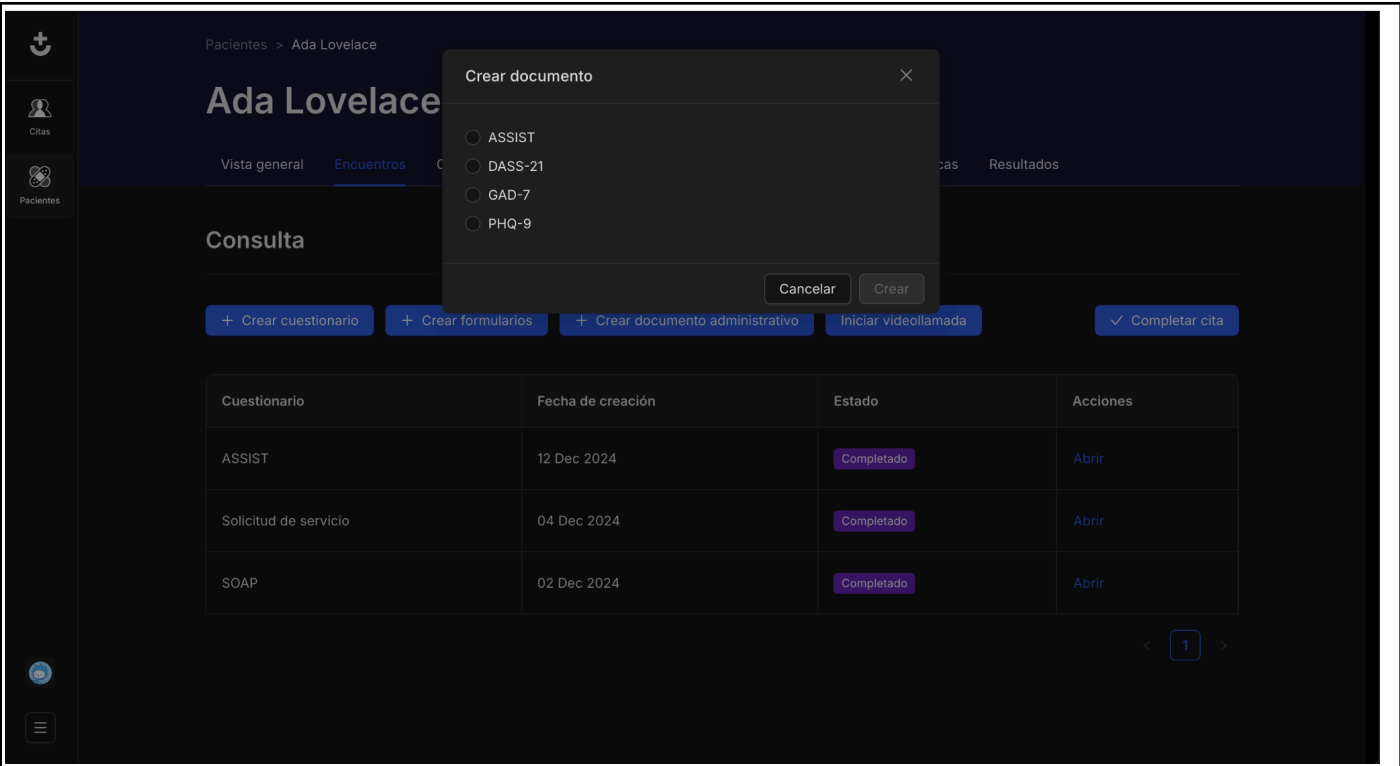 Pacientes > Ada Lovelace
Crear documento
Ada Lovelace
Citas
ASSIST
DASS-21
GAD-7
PHQ-9
Vista general Encuentros Resultados
Pacientes
Consulta
Cancelar Crear
+ Crear cuestionario + Crear formularios + Crear documento administrativo Iniciar videollamada Completar cita
Cuestionario Fecha de creación Estado Acciones
ASSIST 12 Dec 2024 Completado Abrir
Solicitud de servicio 04 Dec 2024 Completado Abrir
SOAP 02 Dec 2024 Completado Abrir
< 1 >